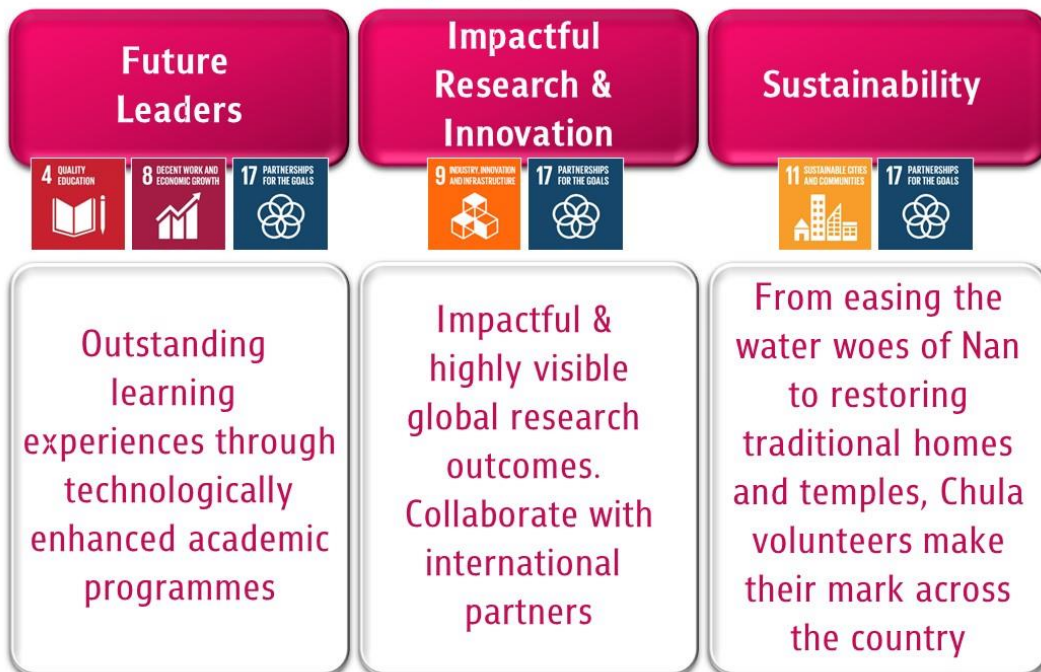 Future
Leaders
4 QUALITY
EDUCATION
8 DECENT WORK AND
ECONOMIC GROWTH
17 PARTNERSHIPS
FOR THE GOALS
Outstanding
learning
experiences through
technologically
enhanced academic
programmes
Impactful
Research &
Innovation
9 INDUSTRY, INNOVATION
AND INFRASTRUCTURE
17 PARTNERSHIPS
FOR THE GOALS
Impactful &
highly visible
global research
outcomes.
Collaborate with
international
partners
Sustainability
11 SUSTAINABLE CITIES
AND COMMUNITIES
17 PARTNERSHIPS
FOR THE GOALS
From easing the
water woes of Nan
to restoring
traditional homes
and temples, Chula
volunteers make
their mark across
the country